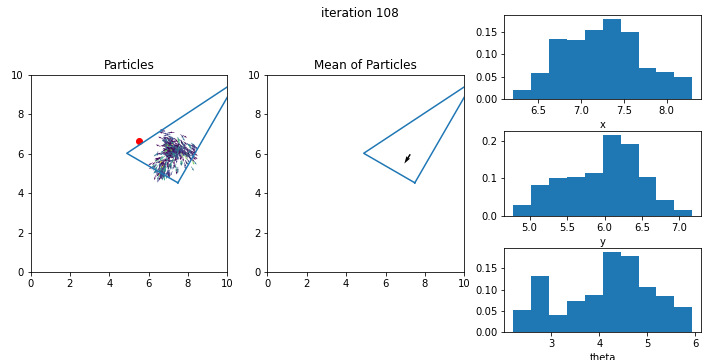 iteration 108
Particles
10
8
6
4
2
0
0 2 4 6 8 10
Mean of Particles
10
8
6
4
2
0
0 2 4 6 8 10
0.15
0.10
0.05
0.00
6.5 7.0 7.5 8.0
x
0.2
0.1
0.0
5.0 5.5 6.0 6.5 7.0
y
0.15
0.10
0.05
0.00
3 4 5 6
theta